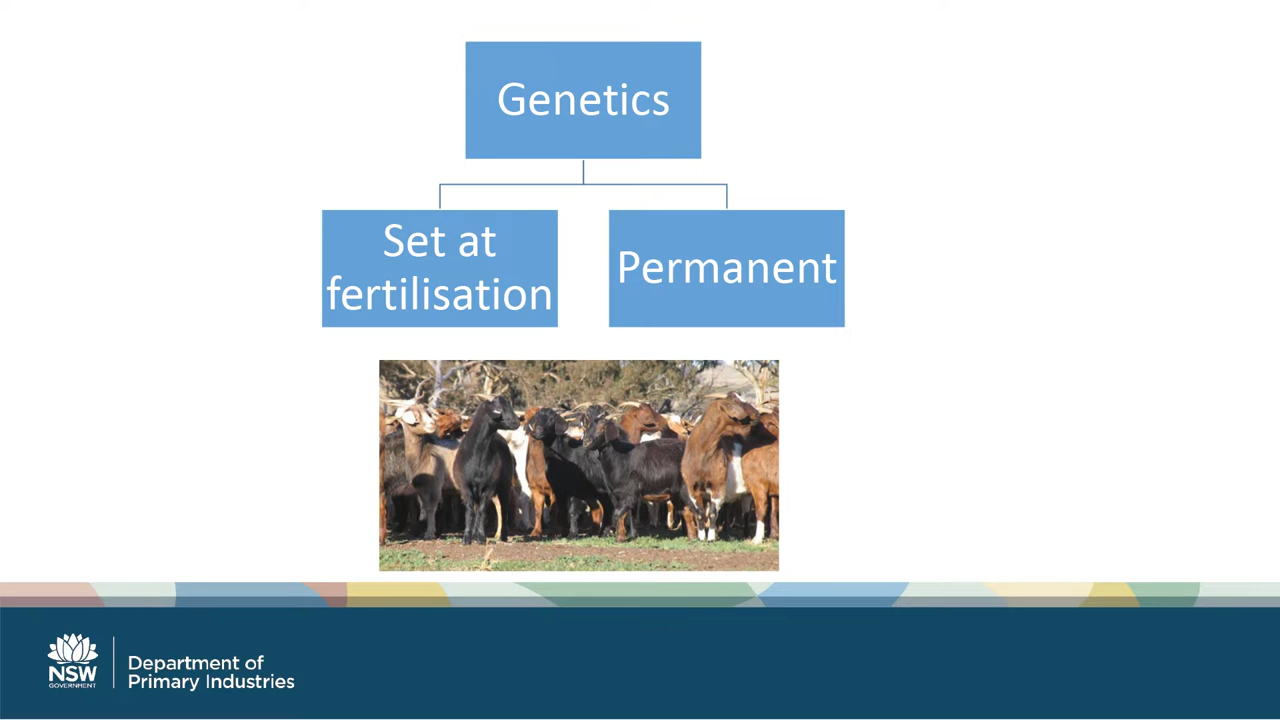 Genetics
Set at
fertilisation
Permanent
NSW
GOVERNMENT
Department of
Primary Industries